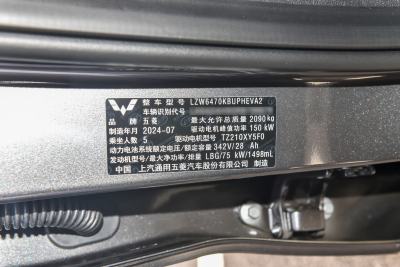 整车型号 LZW6470KBUPHEVA2
车辆识别代号
品牌 五菱 最大允许总质量 2090kg
制造年月 2024-07 驱动电机峰值功率 150 kW
乘坐人数 5 驱动电机型号 TZ210XY5F0
动力电池系统额定电压/额定容量 342V/28 Ah
发动机型号/最大净功率/排量 LBG/75 kW/1498mL
中国 上汽通用五菱汽车股份有限公司 制造